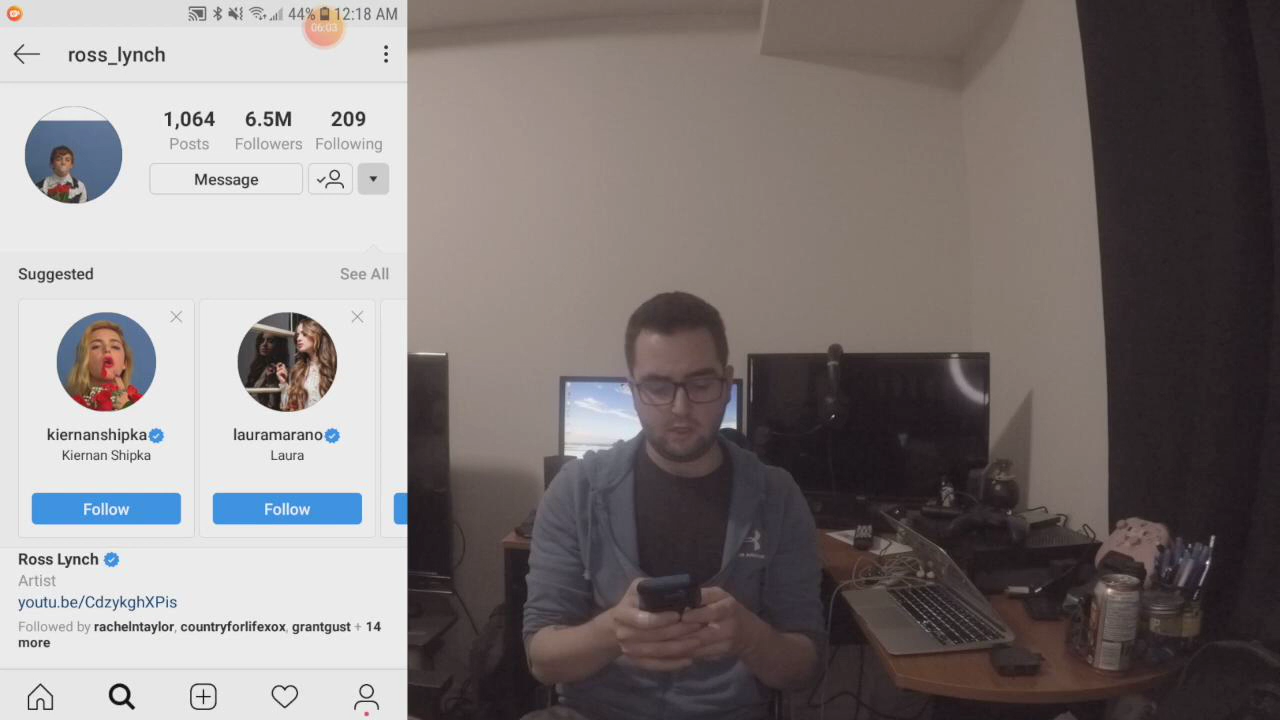 44% 12:18 AM
06:03
ross_lynch
1,064 6.5M 209
Posts Followers Following
Message
Suggested See All
kiernanshipka lauramarano
Kiernan Shipka Laura
Follow Follow
Ross Lynch
Artist
youtu.be/CdzykghXPis
Followed by rachelntaylor, countryforlifexox, grantgust + 14
more